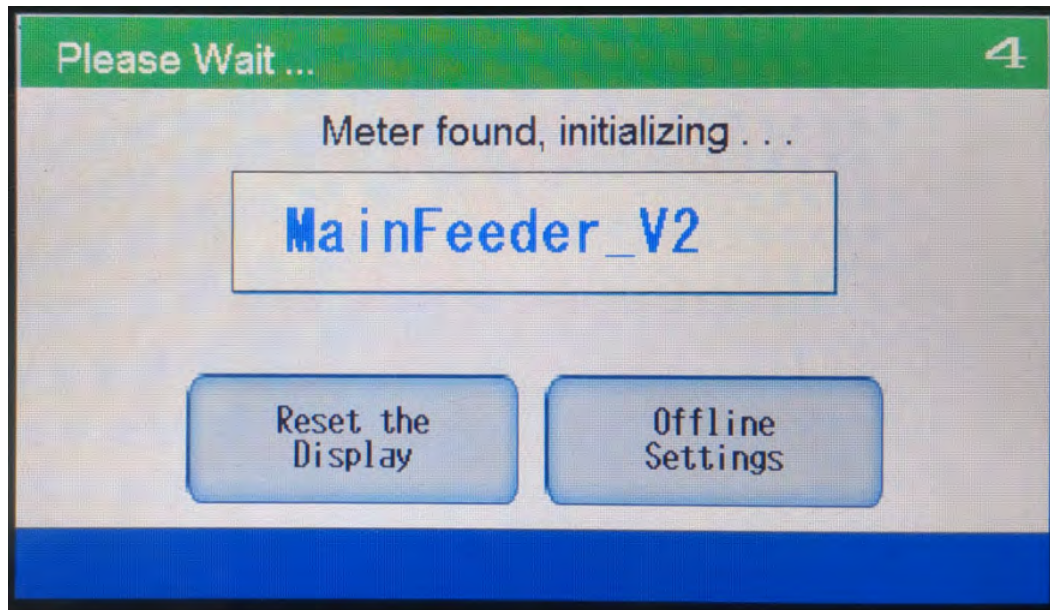 Please Wait ... 4
Meter found, initializing . . .
MainFeeder_V2
Reset the
Display
Offline
Settings